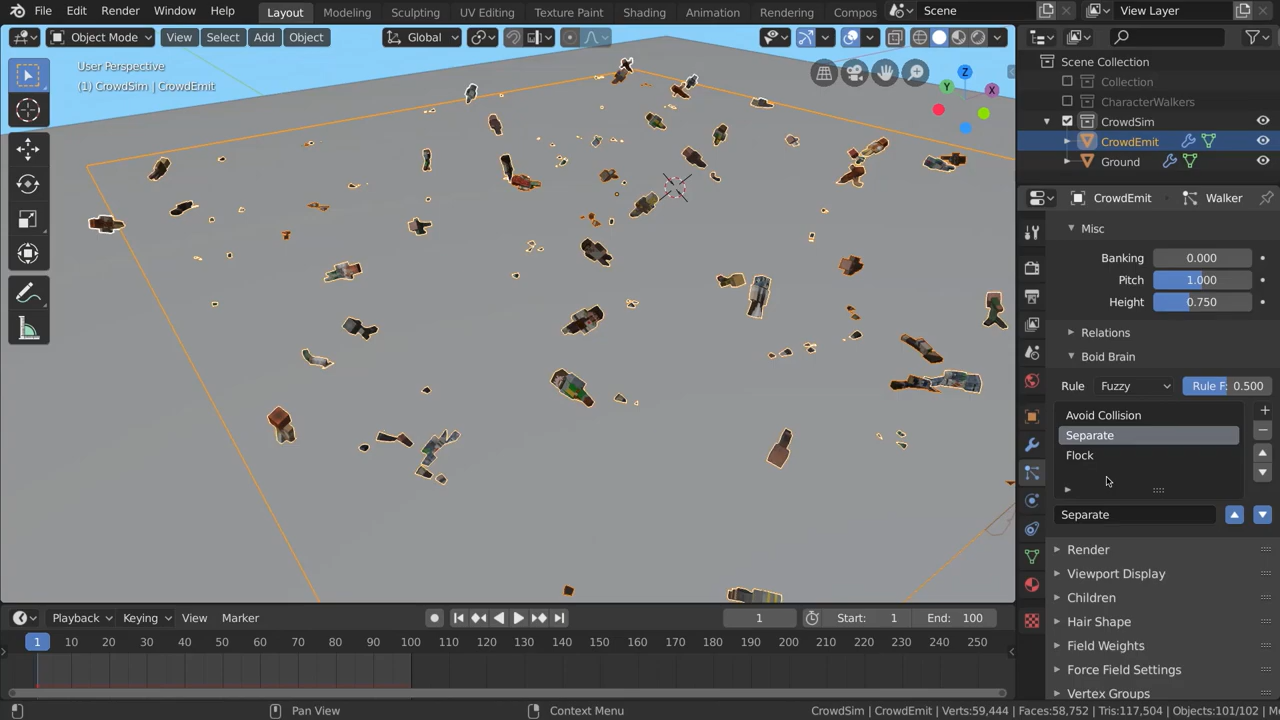 File Edit Render Window Help Layout Modeling Sculpting UV Editing Texture Paint Shading Animation Rendering Compos Scene View Layer
Object Mode View Select Add Object Global
User Perspective
(1) CrowdSim | CrowdEmit
Z
Y
X
Scene Collection
Collection
CharacterWalkers
CrowdSim
CrowdEmit
Ground
CrowdEmit Walker
Misc
Banking 0.000
Pitch 1.000
Height 0.750
Relations
Boid Brain
Rule Fuzzy Rule F: 0.500
Avoid Collision
Separate
Flock
Separate
Render
Viewport Display
Children
Hair Shape
Field Weights
Force Field Settings
Vertex Groups
Playback Keying View Marker 1 Start: 1 End: 100
1 10 20 30 40 50 60 70 80 90 100 110 120 130 140 150 160 170 180 190 200 210 220 230 240 250
Pan View Context Menu CrowdSim | CrowdEmit | Verts:59,444 | Faces:58,752 | Tris:117,504 | Objects:101/102 |